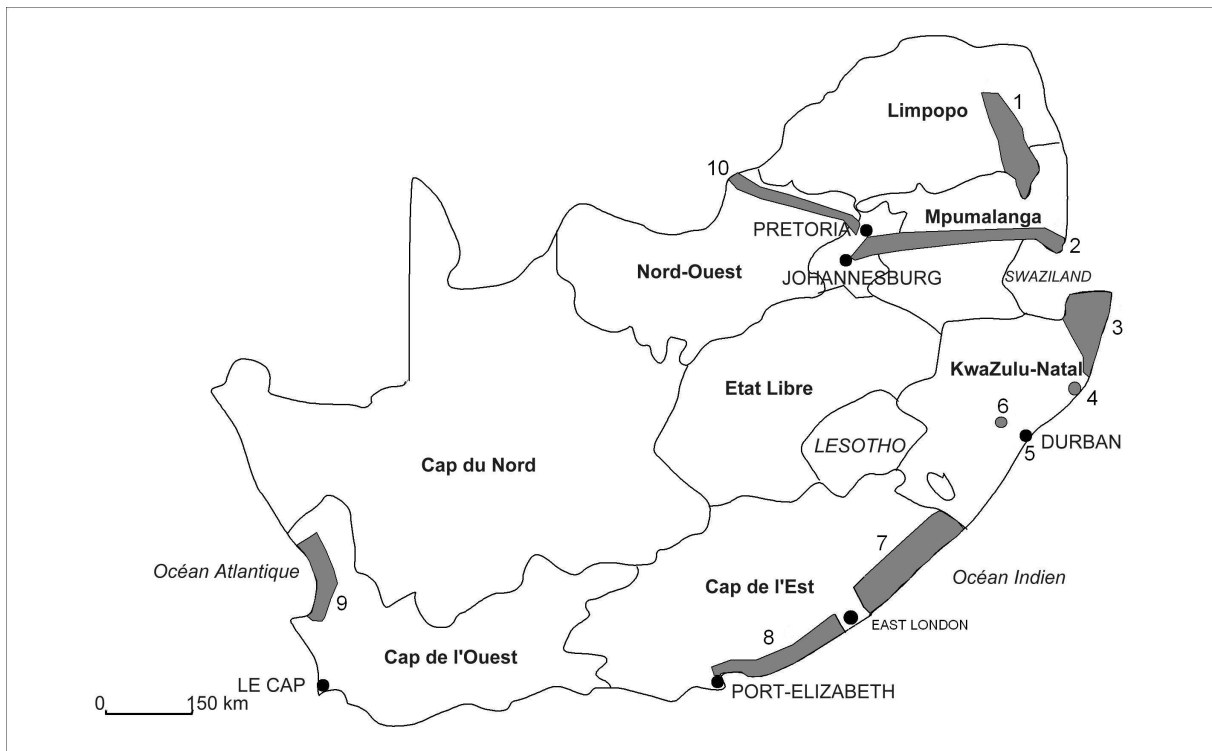 1
Limpopo
10
Mpumalanga
PRETORIA
2
Nord-Ouest
JOHANNESBURG
SWAZILAND
3
KwaZulu-Natal
Etat Libre
4
6
LESOTHO
DURBAN
5
Cap du Nord
7
Océan Atlantique
Océan Indien
Cap de l'Est
9
EAST LONDON
8
Cap de l'Ouest
LE CAP
PORT-ELIZABETH
0 150 km